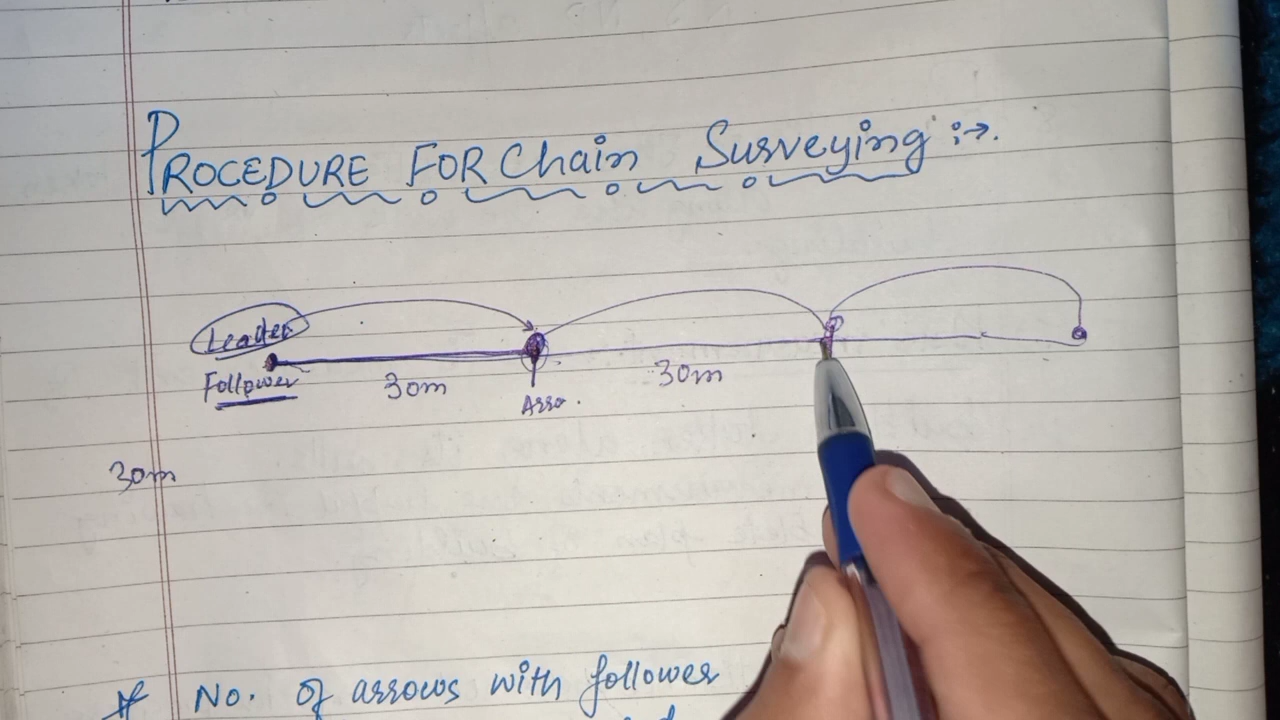 PROCEDURE FOR Chain Surveying :→.
Leader
Follower
30m
Arro.
30m
30m
* No. of arrows with follower